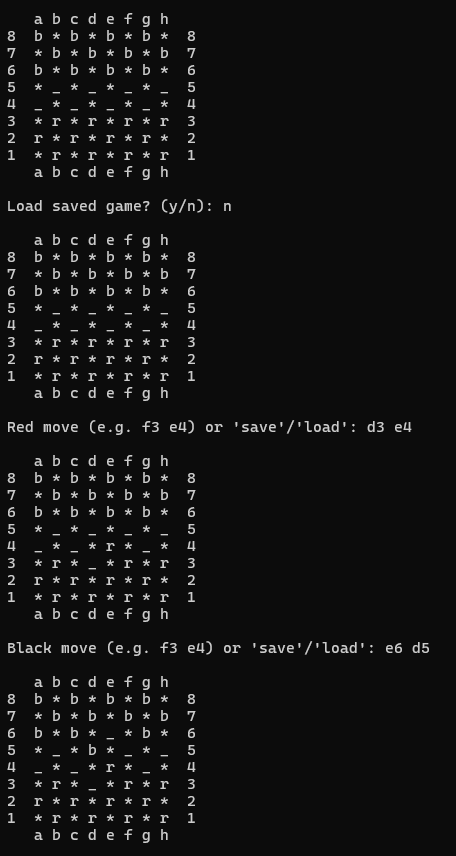 a b c d e f g h
8  b * b * b * b *  8
7  * b * b * b * b  7
6  b * b * b * b *  6
5  * _ * _ * _ * _  5
4  _ * _ * _ * _ *  4
3  * r * r * r * r  3
2  r * r * r * r *  2
1  * r * r * r * r  1
   a b c d e f g h

Load saved game? (y/n): n

   a b c d e f g h
8  b * b * b * b *  8
7  * b * b * b * b  7
6  b * b * b * b *  6
5  * _ * _ * _ * _  5
4  _ * _ * _ * _ *  4
3  * r * r * r * r  3
2  r * r * r * r *  2
1  * r * r * r * r  1
   a b c d e f g h

Red move (e.g. f3 e4) or 'save'/'load': d3 e4

   a b c d e f g h
8  b * b * b * b *  8
7  * b * b * b * b  7
6  b * b * b * b *  6
5  * _ * _ * _ * _  5
4  _ * _ * r * _ *  4
3  * r * _ * r * r  3
2  r * r * r * r *  2
1  * r * r * r * r  1
   a b c d e f g h

Black move (e.g. f3 e4) or 'save'/'load': e6 d5

   a b c d e f g h
8  b * b * b * b *  8
7  * b * b * b * b  7
6  b * b * _ * b *  6
5  * _ * b * _ * _  5
4  _ * _ * r * _ *  4
3  * r * _ * r * r  3
2  r * r * r * r *  2
1  * r * r * r * r  1
   a b c d e f g h